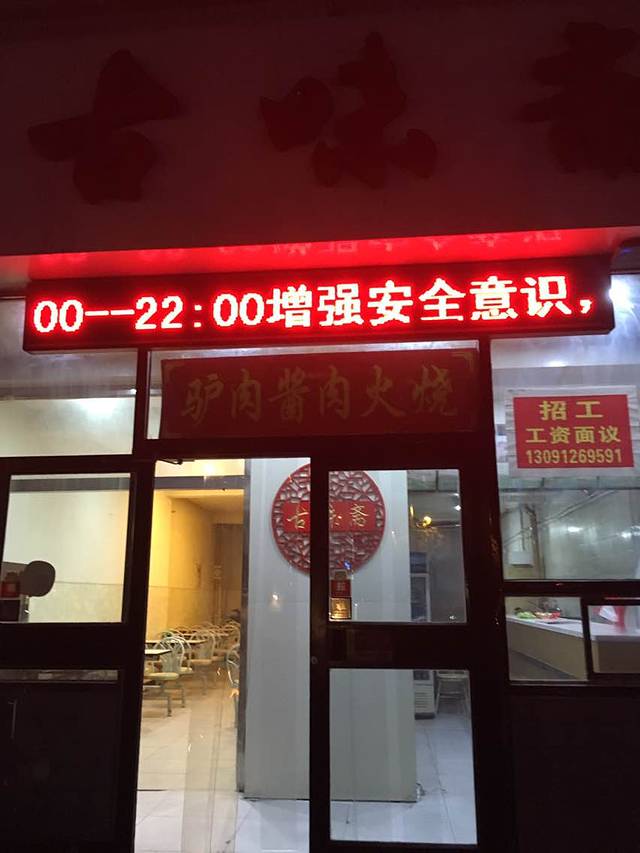 古味斋
00--22:00增强安全意识，
驴肉酱肉火烧
招工
工资面议
13091269591
古味斋